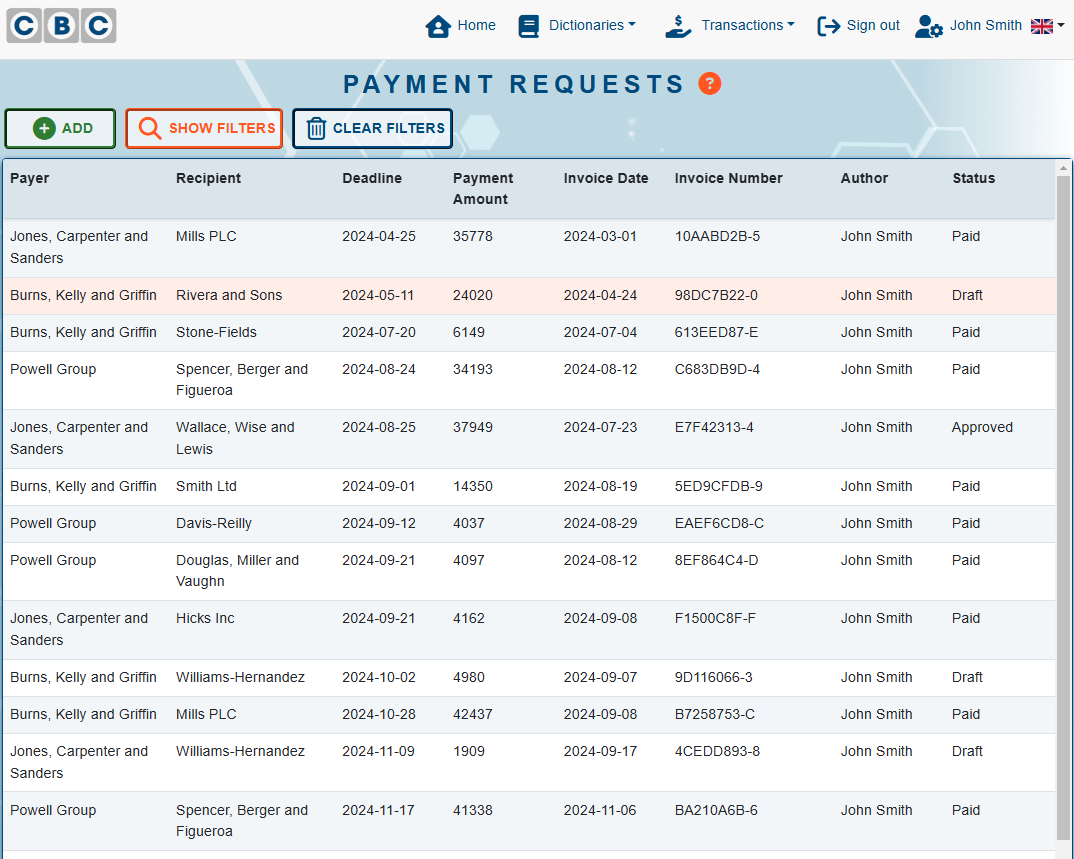 CBC Home Dictionaries Transactions Sign out John Smith
PAYMENT REQUESTS ?
ADD SHOW FILTERS CLEAR FILTERS
Payer Recipient Deadline Payment Invoice Date Invoice Number Author Status
Amount
Jones, Carpenter and Mills PLC 2024-04-25 35778 2024-03-01 10AABD2B-5 John Smith Paid
Sanders
Burns, Kelly and Griffin Rivera and Sons 2024-05-11 24020 2024-04-24 98DC7B22-0 John Smith Draft
Burns, Kelly and Griffin Stone-Fields 2024-07-20 6149 2024-07-04 613EED87-E John Smith Paid
Powell Group Spencer, Berger and 2024-08-24 34193 2024-08-12 C683DB9D-4 John Smith Paid
Figueroa
Jones, Carpenter and Wallace, Wise and 2024-08-25 37949 2024-07-23 E7F42313-4 John Smith Approved
Sanders Lewis
Burns, Kelly and Griffin Smith Ltd 2024-09-01 14350 2024-08-19 5ED9CFDB-9 John Smith Paid
Powell Group Davis-Reilly 2024-09-12 4037 2024-08-29 EAEF6CD8-C John Smith Paid
Powell Group Douglas, Miller and 2024-09-21 4097 2024-08-12 8EF864C4-D John Smith Paid
Vaughn
Jones, Carpenter and Hicks Inc 2024-09-21 4162 2024-09-08 F1500C8F-F John Smith Paid
Sanders
Burns, Kelly and Griffin Williams-Hernandez 2024-10-02 4980 2024-09-07 9D116066-3 John Smith Draft
Burns, Kelly and Griffin Mills PLC 2024-10-28 42437 2024-09-08 B7258753-C John Smith Paid
Jones, Carpenter and Williams-Hernandez 2024-11-09 1909 2024-09-17 4CEDD893-8 John Smith Draft
Sanders
Powell Group Spencer, Berger and 2024-11-17 41338 2024-11-06 BA210A6B-6 John Smith Paid
Figueroa